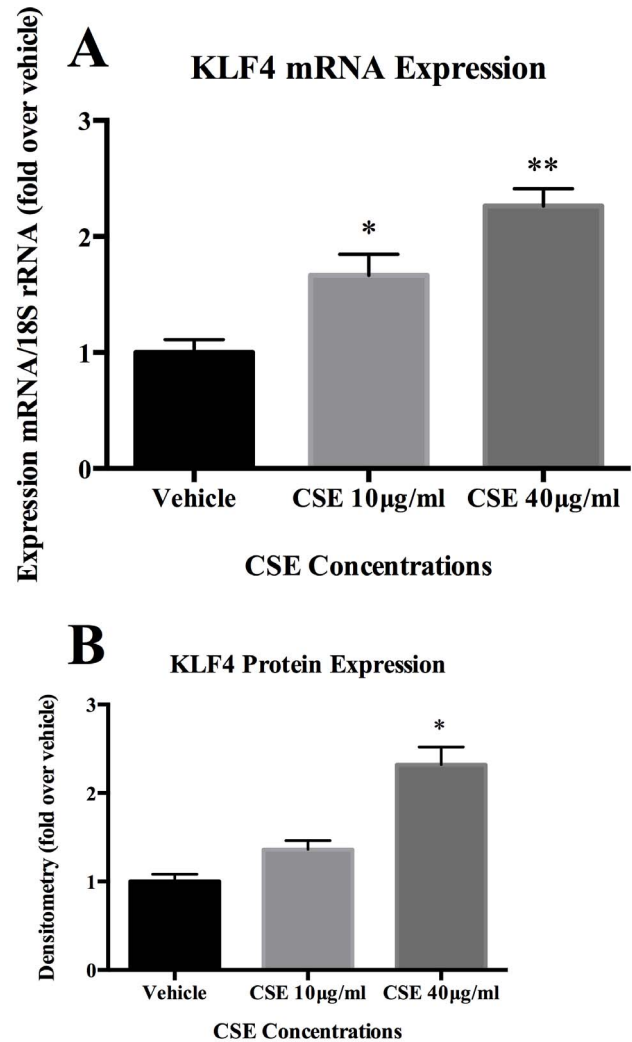 A
KLF4 mRNA Expression
Expression mRNA/18S rRNA (fold over vehicle)
3
**
*
2
1
0
Vehicle CSE 10µg/ml CSE 40µg/ml
CSE Concentrations
B
KLF4 Protein Expression
Densitometry (fold over vehicle)
3
*
2
1
0
Vehicle CSE 10µg/ml CSE 40µg/ml
CSE Concentrations